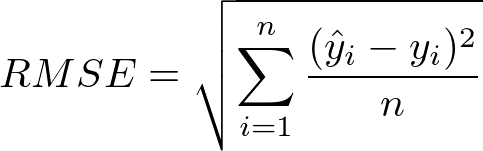 RMSE = \sqrt{\sum_{i=1}^{n} \frac{(\hat{y}_i - y_i)^2}{n}}